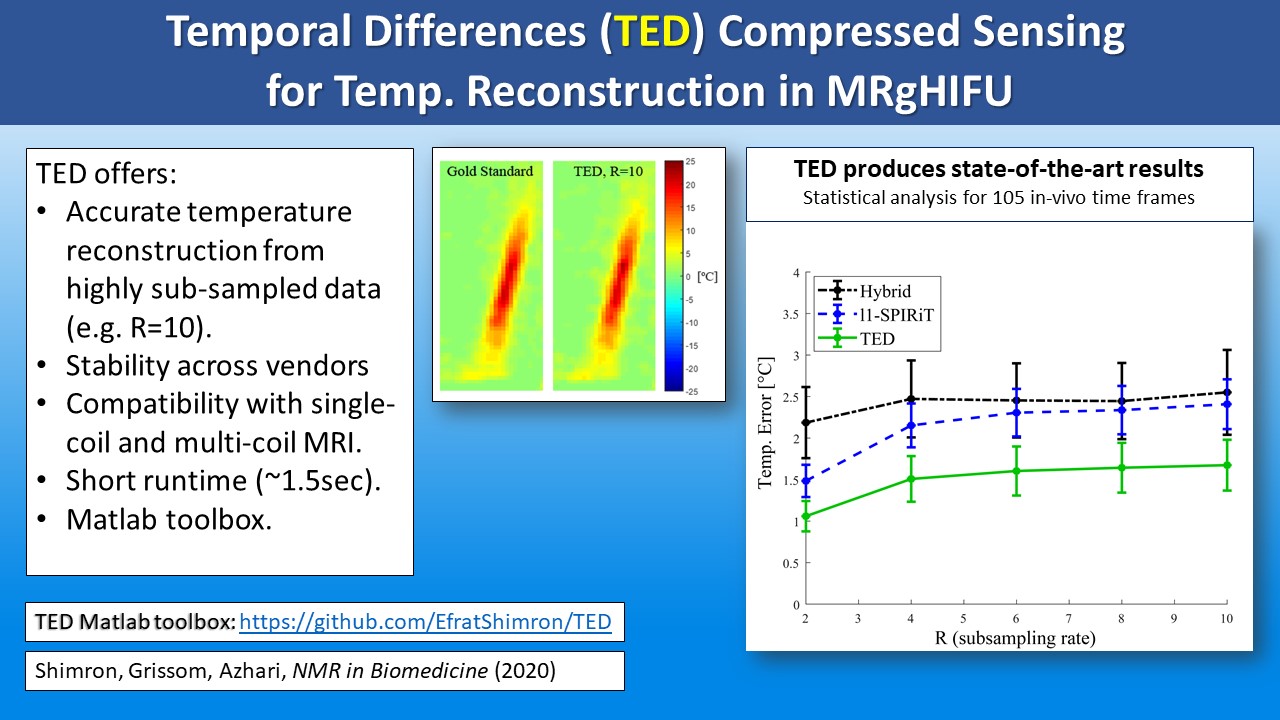 Temporal Differences (TED) Compressed Sensing
for Temp. Reconstruction in MRgHIFU
TED offers:
• Accurate temperature
reconstruction from
highly sub-sampled data
(e.g. R=10).
• Stability across vendors
• Compatibility with single-
coil and multi-coil MRI.
• Short runtime (~1.5sec).
• Matlab toolbox.
Gold Standard
TED, R=10
25
20
15
10
5
0 [°C]
-5
-10
-15
-20
-25
TED produces state-of-the-art results
Statistical analysis for 105 in-vivo time frames
Hybrid
l1-SPIRiT
TED
Temp. Error [°C]
4
3.5
3
2.5
2
1.5
1
0.5
0
2 3 4 5 6 7 8 9 10
R (subsampling rate)
TED Matlab toolbox: https://github.com/EfratShimron/TED
Shimron, Grissom, Azhari, NMR in Biomedicine (2020)